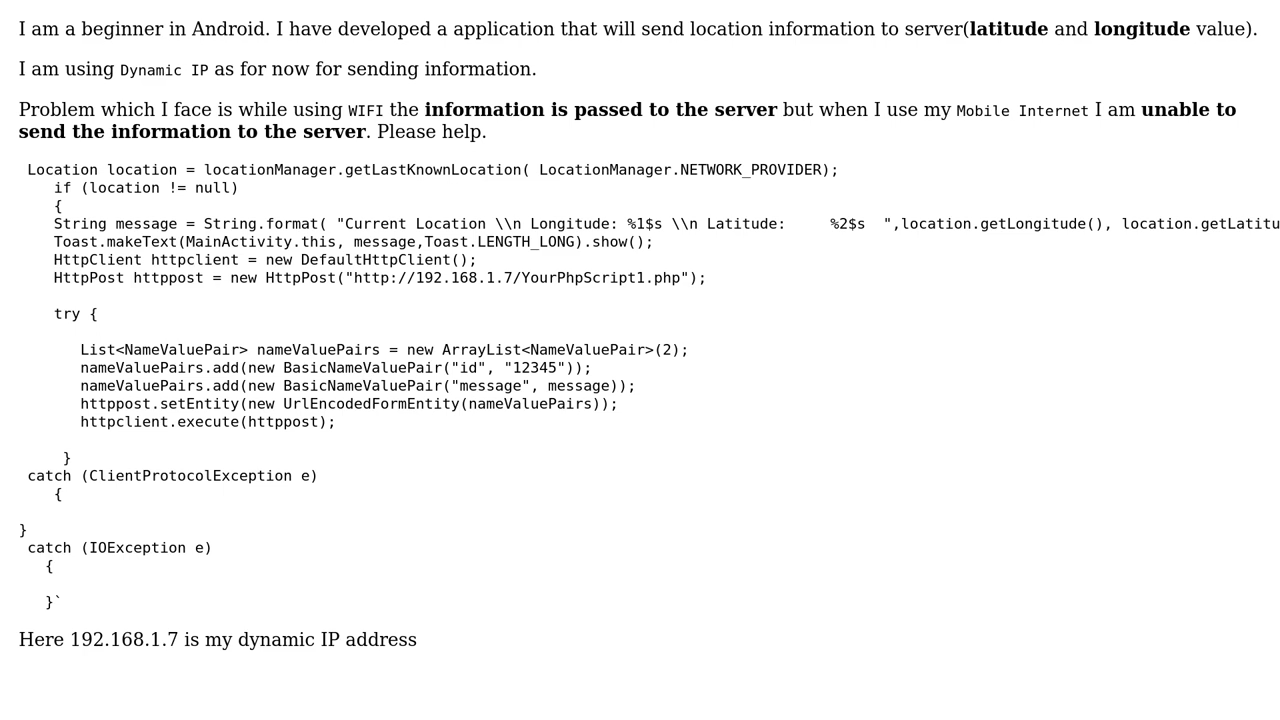 I am a beginner in Android. I have developed a application that will send location information to server(latitude and longitude value).
I am using Dynamic IP as for now for sending information.
Problem which I face is while using WIFI the information is passed to the server but when I use my Mobile Internet I am unable to
send the information to the server. Please help.
Location location = locationManager.getLastKnownLocation( LocationManager.NETWORK_PROVIDER);
if (location != null)
{
String message = String.format( "Current Location \\n Longitude: %1$s \\n Latitude:     %2$s  ",location.getLongitude(), location.getLatitu
Toast.makeText(MainActivity.this, message,Toast.LENGTH_LONG).show();
HttpClient httpclient = new DefaultHttpClient();
HttpPost httppost = new HttpPost("http://192.168.1.7/YourPhpScript1.php");
try {
List<NameValuePair> nameValuePairs = new ArrayList<NameValuePair>(2);
nameValuePairs.add(new BasicNameValuePair("id", "12345"));
nameValuePairs.add(new BasicNameValuePair("message", message));
httppost.setEntity(new UrlEncodedFormEntity(nameValuePairs));
httpclient.execute(httppost);
}
catch (ClientProtocolException e)
{
}
catch (IOException e)
{
}`
Here 192.168.1.7 is my dynamic IP address